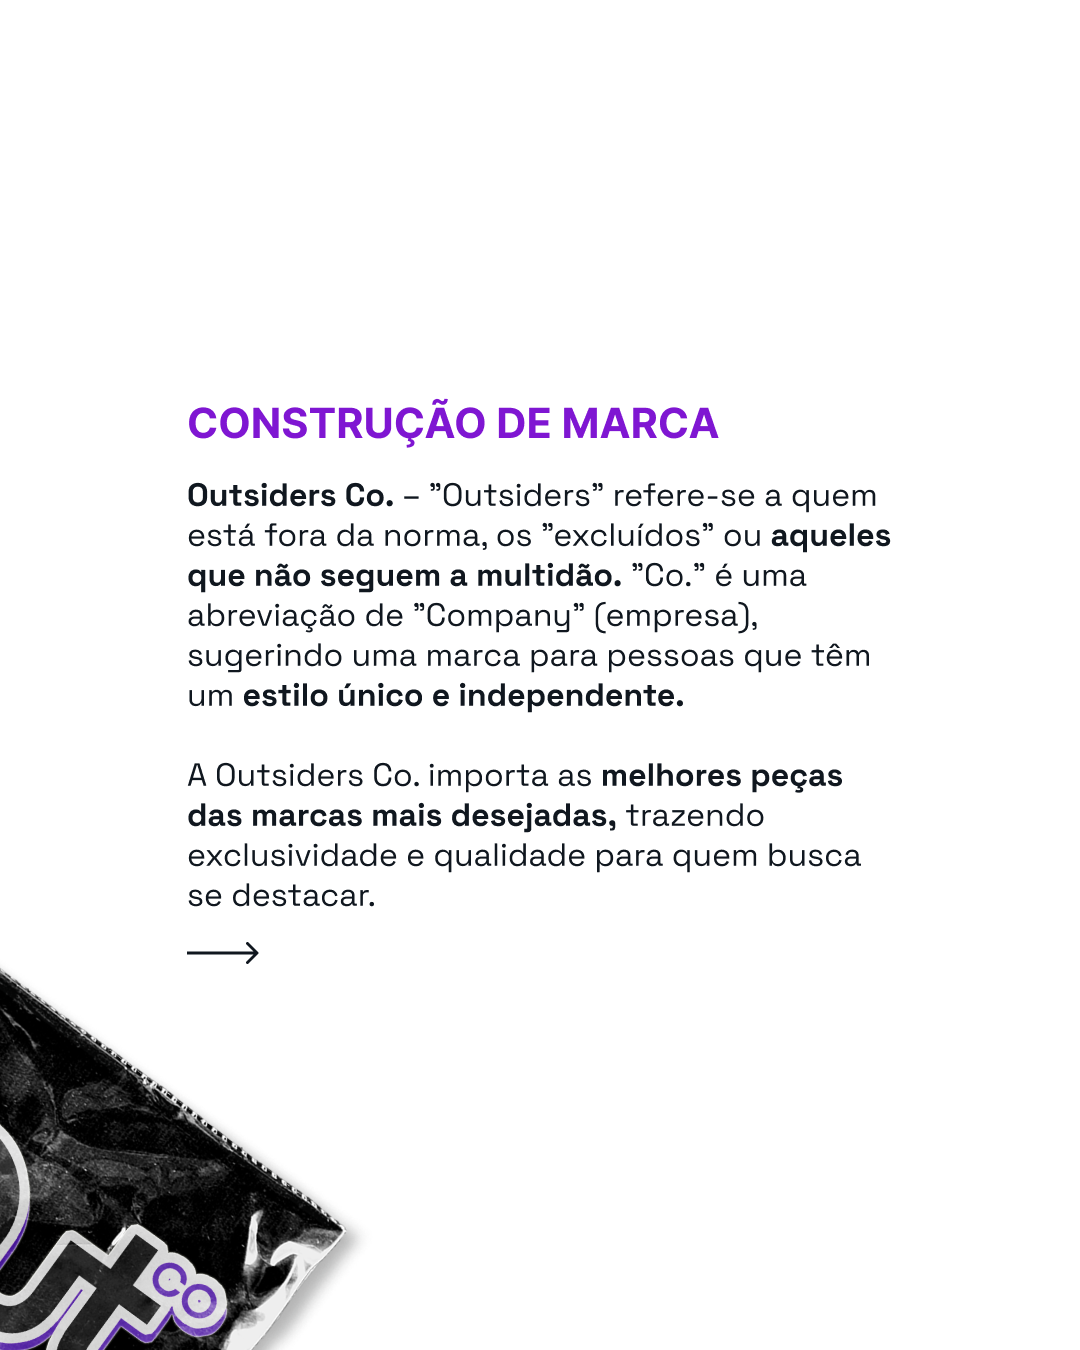 CONSTRUÇÃO DE MARCA
Outsiders Co. – ”Outsiders” refere-se a quem
está fora da norma, os ”excluídos” ou aqueles
que não seguem a multidão. ”Co.” é uma
abreviação de ”Company” (empresa),
sugerindo uma marca para pessoas que têm
um estilo único e independente.
A Outsiders Co. importa as melhores peças
das marcas mais desejadas, trazendo
exclusividade e qualidade para quem busca
se destacar.
Out co